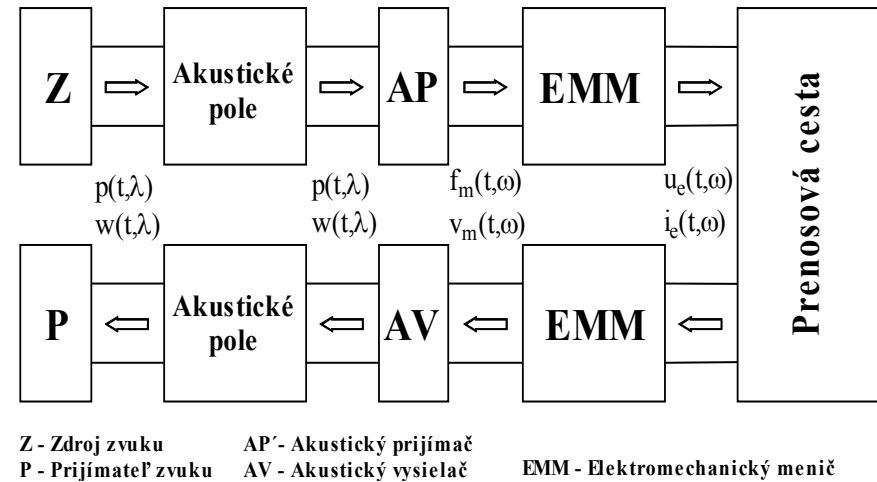 Z
Akustické
pole
AP
EMM
Prenosová cesta
p(t,λ)
w(t,λ)
p(t,λ)
w(t,λ)
f_m(t,ω)
v_m(t,ω)
u_e(t,ω)
i_e(t,ω)
P
Akustické
pole
AV
EMM
Z - Zdroj zvuku
AP´- Akustický prijímač
P - Prijímateľ zvuku
AV - Akustický vysielač
EMM - Elektromechanický menič